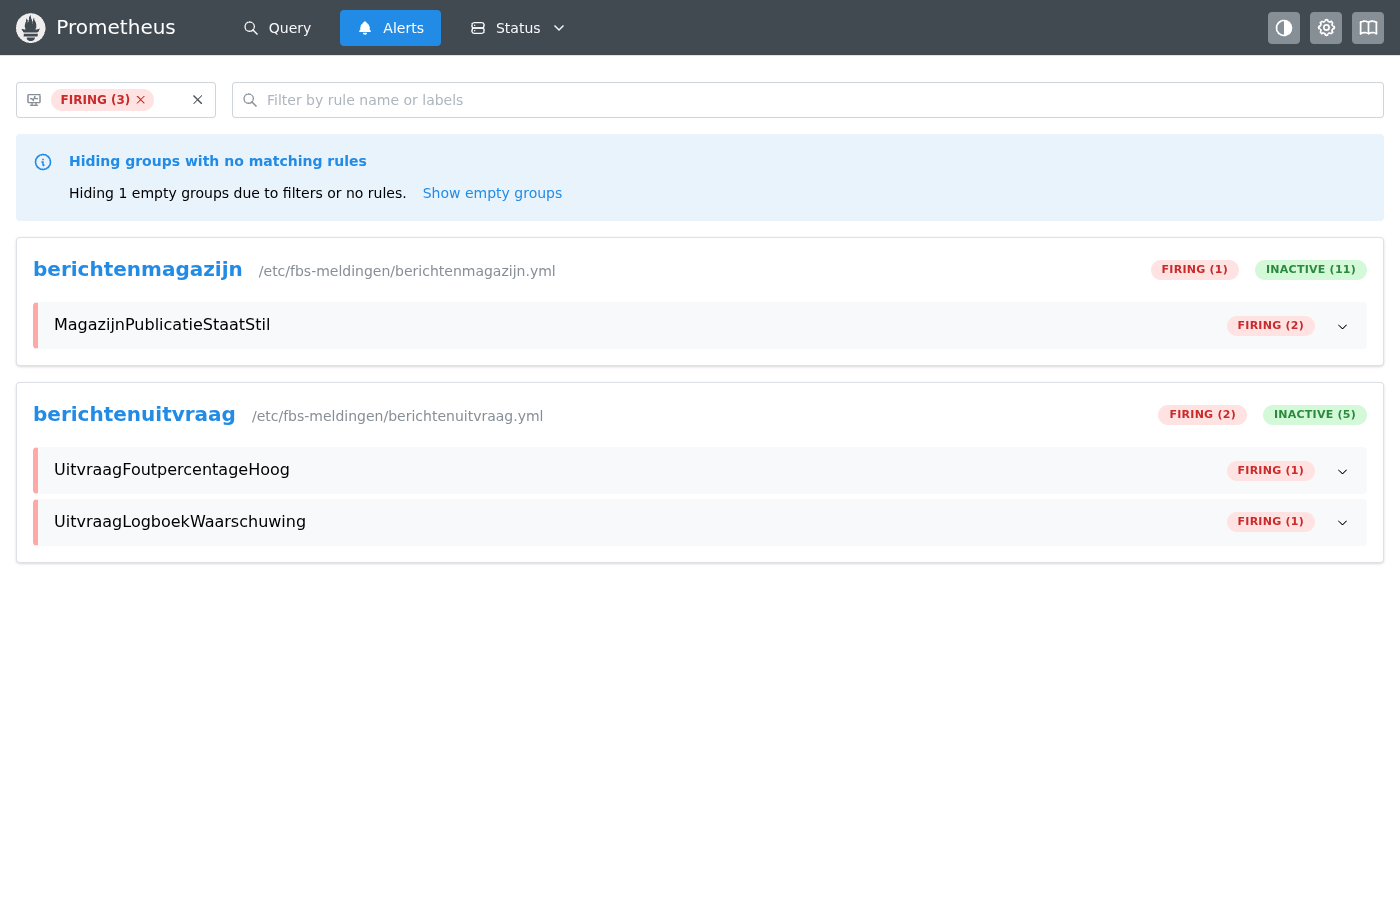 Prometheus Query Alerts Status
FIRING (3) Filter by rule name or labels
Hiding groups with no matching rules
Hiding 1 empty groups due to filters or no rules. Show empty groups
berichtenmagazijn /etc/fbs-meldingen/berichtenmagazijn.yml FIRING (1) INACTIVE (11)
MagazijnPublicatieStaatStil FIRING (2)
berichtenuitvraag /etc/fbs-meldingen/berichtenuitvraag.yml FIRING (2) INACTIVE (5)
UitvraagFoutpercentageHoog FIRING (1)
UitvraagLogboekWaarschuwing FIRING (1)